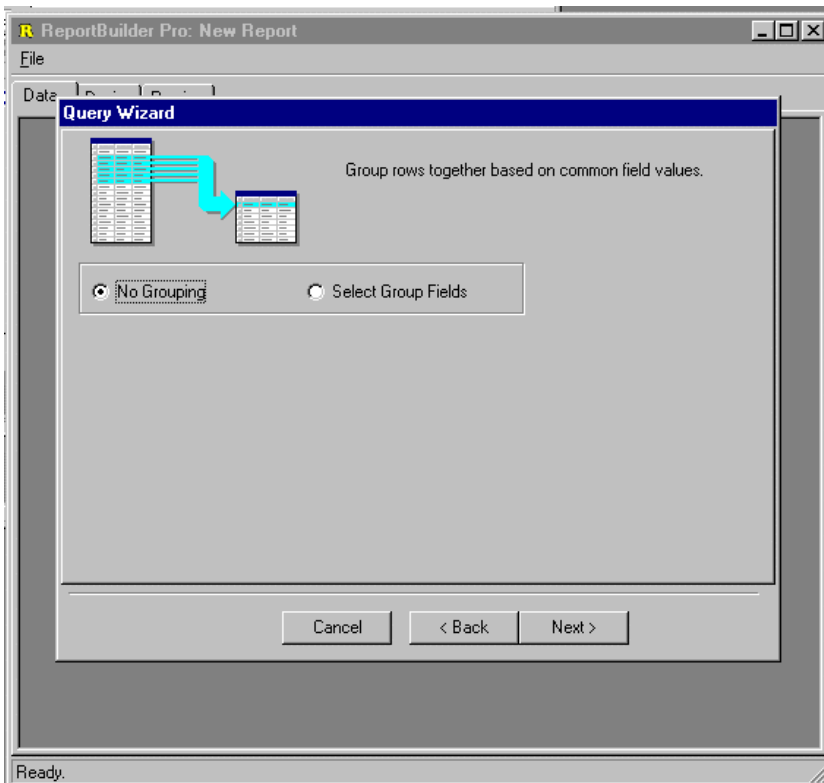 ReportBuilder Pro: New Report
File
Data
Query Wizard
Group rows together based on common field values.
No Grouping
Select Group Fields
Cancel
< Back
Next >
Ready.